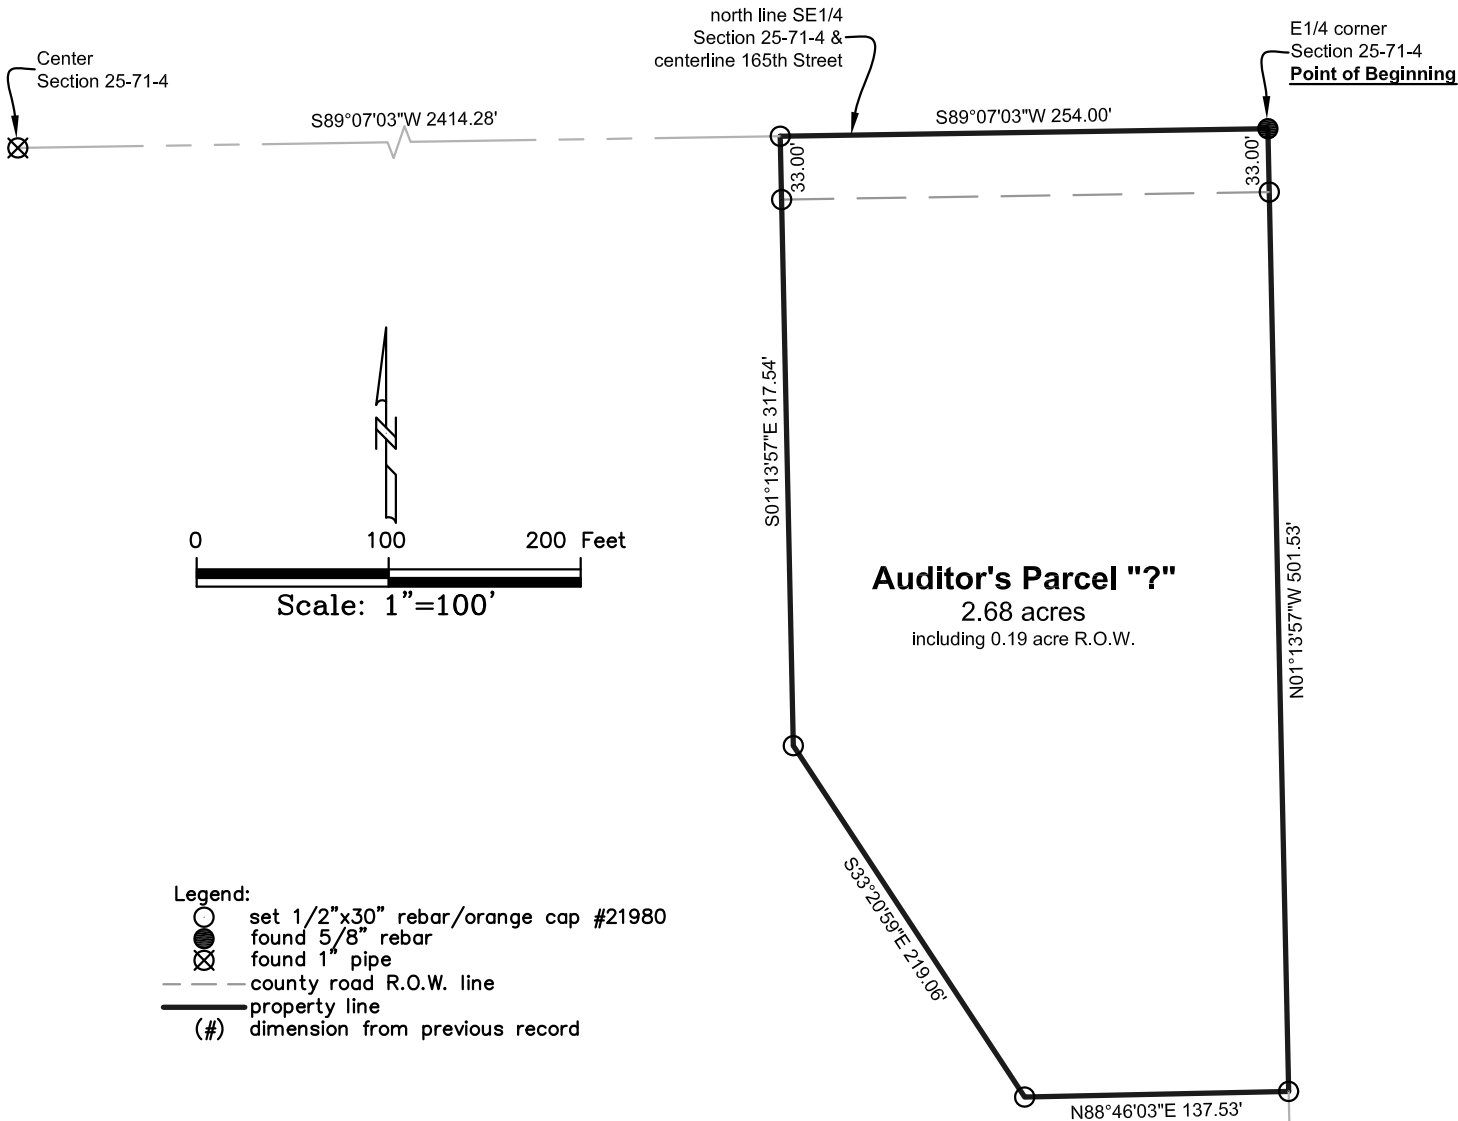 north line SE1/4
Section 25-71-4 &
centerline 165th Street
E1/4 corner
Section 25-71-4
Point of Beginning
Center
Section 25-71-4
S89°07'03"W 2414.28'
S89°07'03"W 254.00'
33.00'
33.00'
S01°13'57"E 317.54'
N01°13'57"W 501.53'
N
0 100 200 Feet
Scale: 1"=100'
Auditor's Parcel "?"
2.68 acres
including 0.19 acre R.O.W.
S33°20'59"E 219.06'
N88°46'03"E 137.53'
Legend:
set 1/2"x30" rebar/orange cap #21980
found 5/8" rebar
found 1" pipe
county road R.O.W. line
property line
(#) dimension from previous record